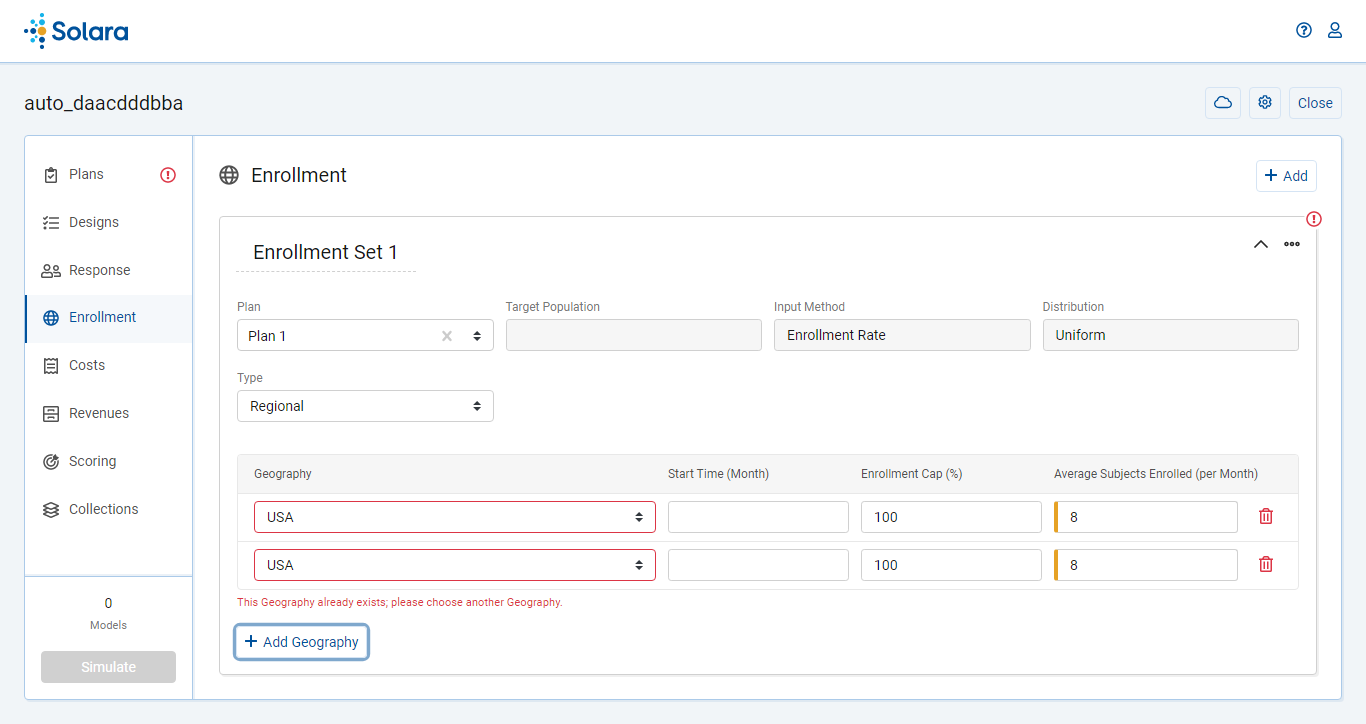 Solara
auto_daacdddbba
Close
Plans
Designs
Response
Enrollment
Costs
Revenues
Scoring
Collections
0
Models
Simulate
Enrollment
Add
Enrollment Set 1
Plan
Target Population
Input Method
Distribution
Plan 1
Enrollment Rate
Uniform
Type
Regional
Geography
Start Time (Month)
Enrollment Cap (%)
Average Subjects Enrolled (per Month)
USA
100
8
USA
100
8
This Geography already exists; please choose another Geography.
Add Geography